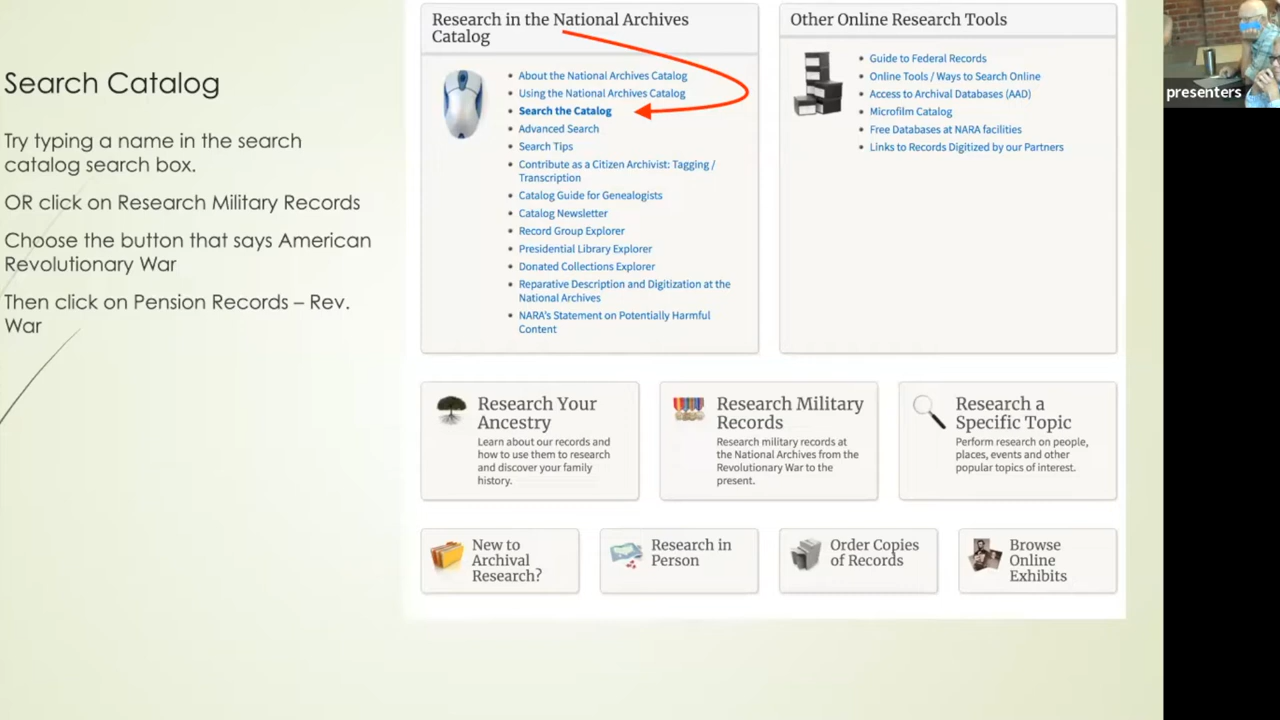 Search Catalog
Try typing a name in the search
catalog search box.
OR click on Research Military Records
Choose the button that says American
Revolutionary War
Then click on Pension Records – Rev.
War
Research in the National Archives
Catalog
About the National Archives Catalog
Using the National Archives Catalog
Search the Catalog
Advanced Search
Search Tips
Contribute as a Citizen Archivist: Tagging /
Transcription
Catalog Guide for Genealogists
Catalog Newsletter
Record Group Explorer
Presidential Library Explorer
Donated Collections Explorer
Reparative Description and Digitization at the
National Archives
NARA's Statement on Potentially Harmful
Content
Other Online Research Tools
Guide to Federal Records
Online Tools / Ways to Search Online
Access to Archival Databases (AAD)
Microfilm Catalog
Free Databases at NARA facilities
Links to Records Digitized by our Partners
Research Your
Ancestry
Learn about our records and
how to use them to research
and discover your family
history.
Research Military
Records
Research military records at
the National Archives from the
Revolutionary War to the
present.
Research a
Specific Topic
Perform research on people,
places, events and other
popular topics of interest.
New to
Archival
Research?
Research in
Person
Order Copies
of Records
Browse
Online
Exhibits
presenters